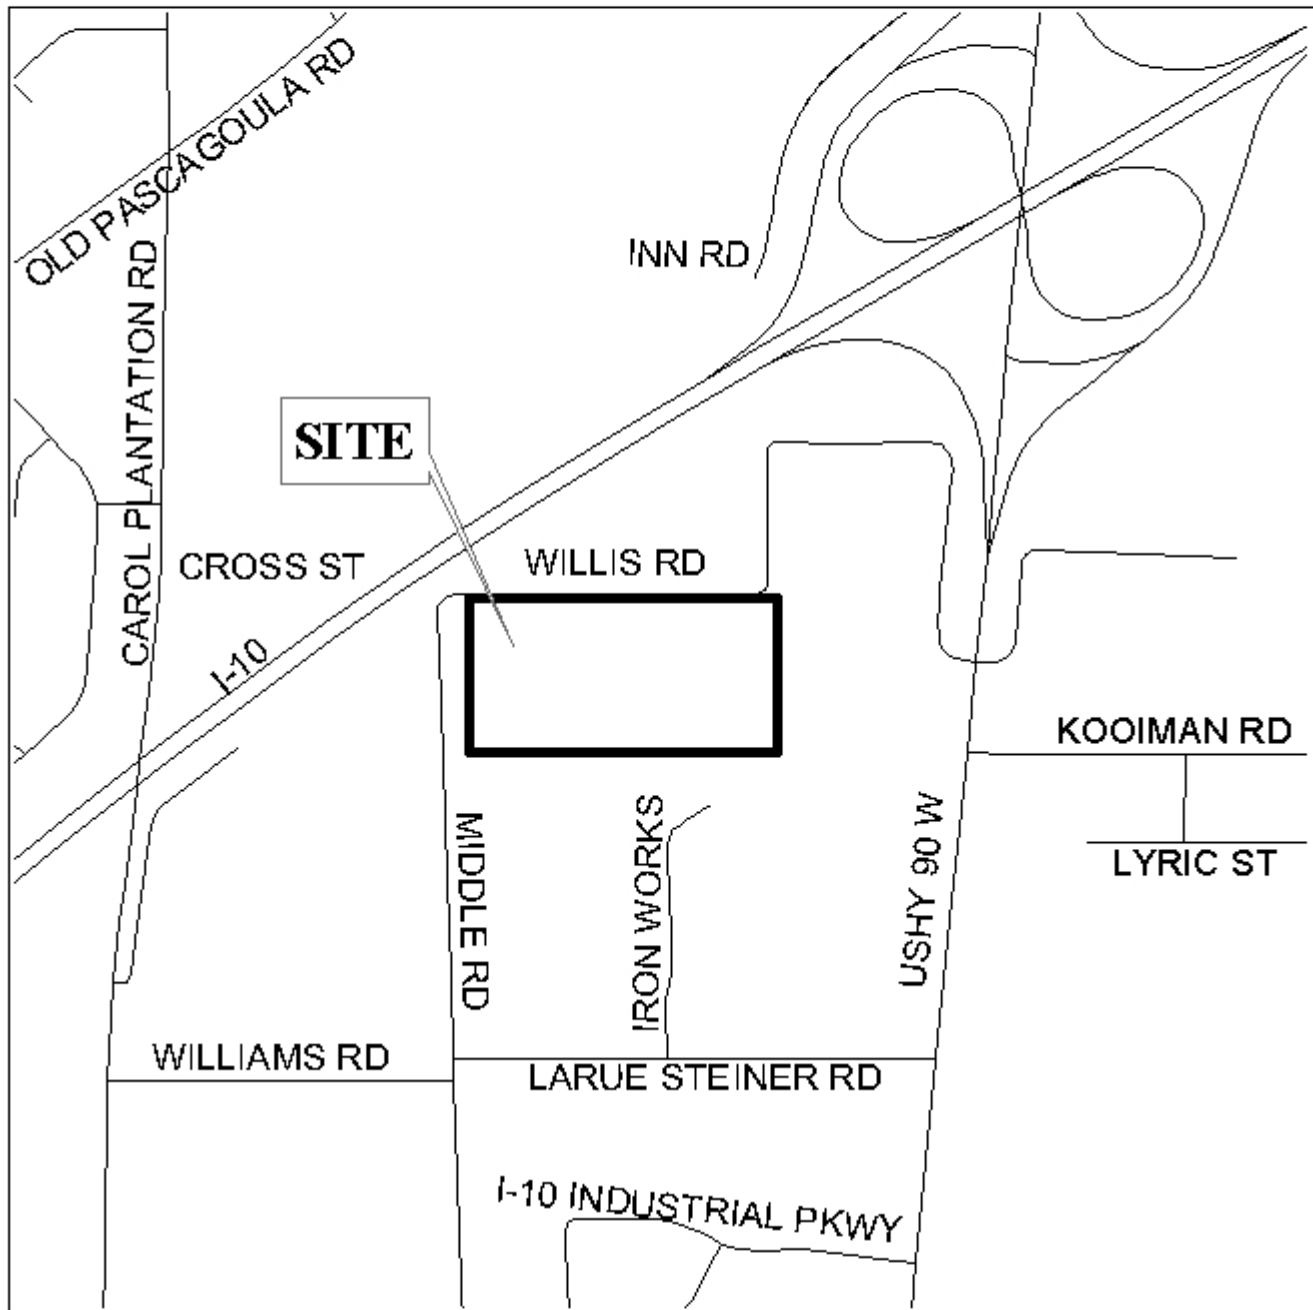 OLD PASCAGOULA RD
INN RD
CAROL PLANTATION RD
SITE
CROSS ST
WILLIS RD
I-10
KOOIMAN RD
LYRIC ST
MIDDLE RD
IRON WORKS
USHY 90 W
WILLIAMS RD
LARUE STEINER RD
I-10 INDUSTRIAL PKWY